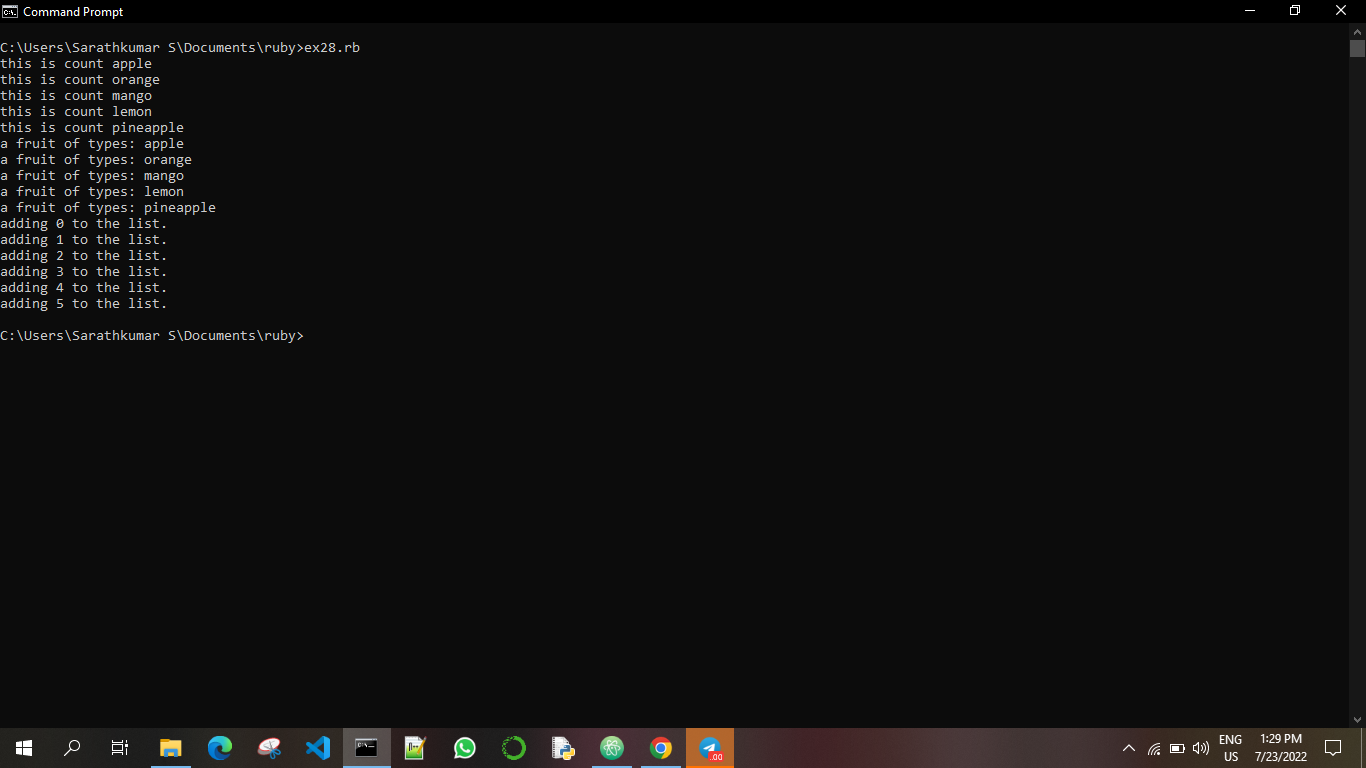 Command Prompt
C:\Users\Sarathkumar S\Documents\ruby>ex28.rb
this is count apple
this is count orange
this is count mango
this is count lemon
this is count pineapple
a fruit of types: apple
a fruit of types: orange
a fruit of types: mango
a fruit of types: lemon
a fruit of types: pineapple
adding 0 to the list.
adding 1 to the list.
adding 2 to the list.
adding 3 to the list.
adding 4 to the list.
adding 5 to the list.
C:\Users\Sarathkumar S\Documents\ruby>
ENG 1:29 PM
US 7/23/2022